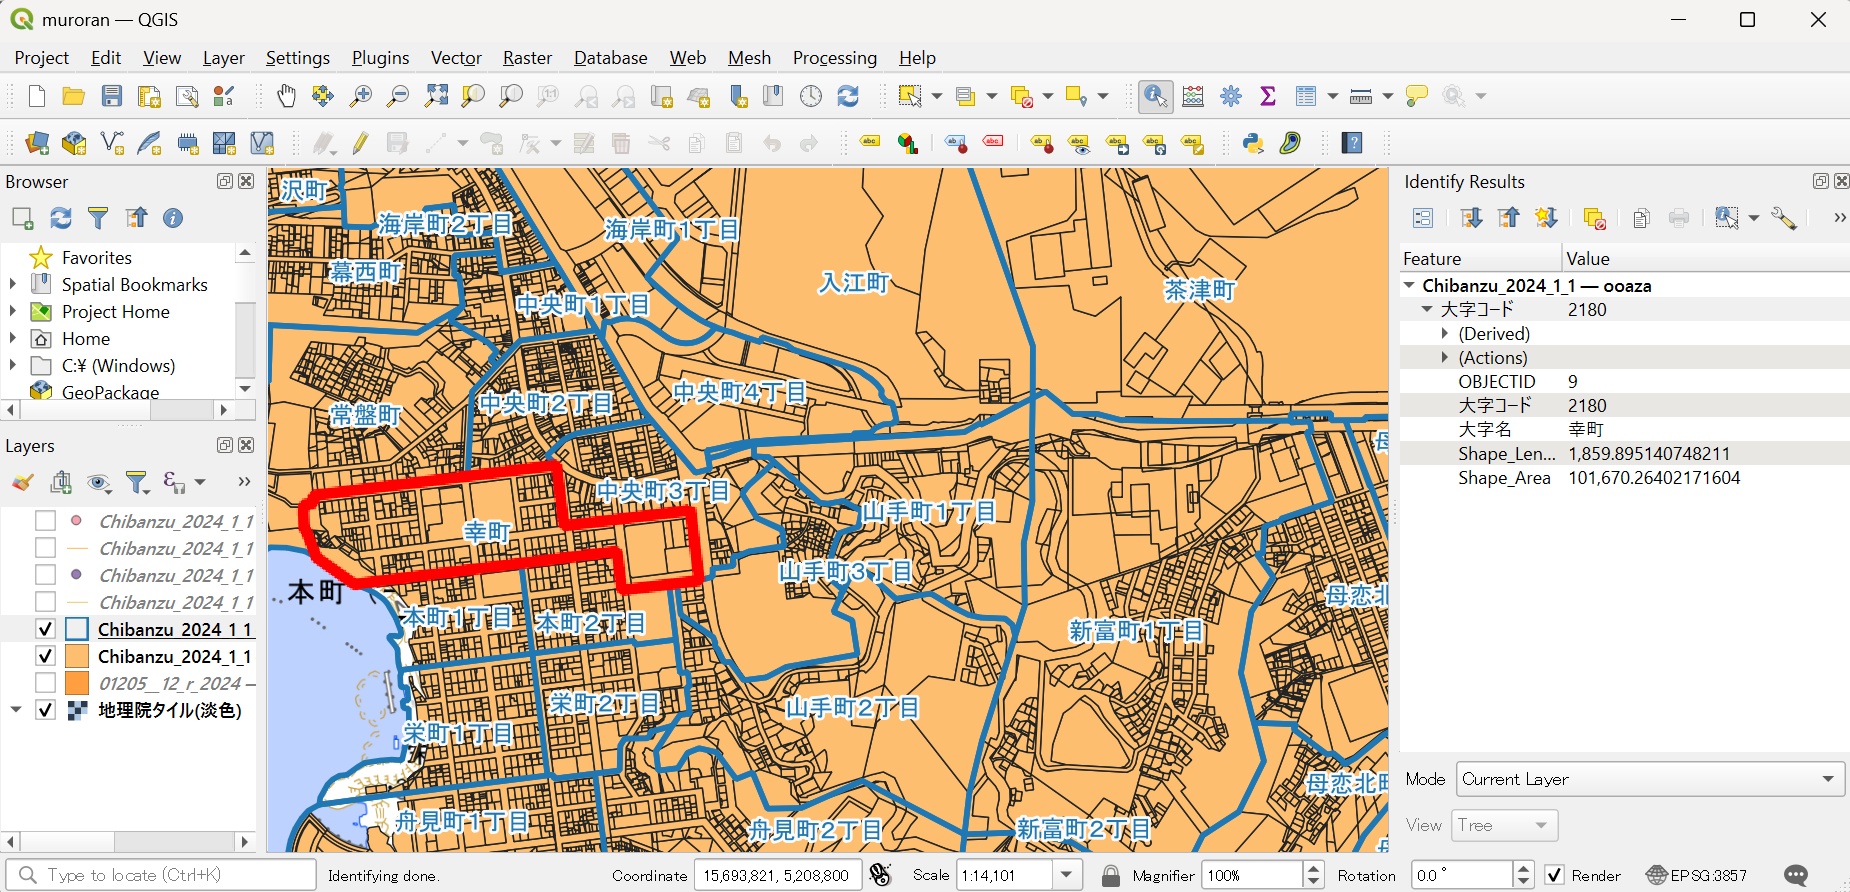 muroran — QGIS
Project Edit View Layer Settings Plugins Vector Raster Database Web Mesh Processing Help
Browser
Favorites
Spatial Bookmarks
Project Home
Home
C:¥ (Windows)
GeoPackage
Layers
Chibanzu_2024_1_1
Chibanzu_2024_1_1
Chibanzu_2024_1_1
Chibanzu_2024_1_1
Chibanzu_2024_1_1
Chibanzu_2024_1_1
01205__12_r_2024 —
地理院タイル(淡色)
沢町
海岸町2丁目
海岸町1丁目
幕西町
入江町
茶津町
中央町1丁目
中央町4丁目
中央町2丁目
常盤町
中央町3丁目
山手町1丁目
幸町
山手町3丁目
本町
本町1丁目
本町2丁目
母恋北
新富町1丁目
栄町2丁目
山手町2丁目
栄町1丁目
母恋北町
舟見町1丁目
舟見町2丁目
新富町2丁目
Identify Results
Feature Value
Chibanzu_2024_1_1 — ooaza
大字コード 2180
(Derived)
(Actions)
OBJECTID 9
大字コード 2180
大字名 幸町
Shape_Len... 1,859.895140748211
Shape_Area 101,670.26402171604
Mode Current Layer
View Tree
Type to locate (Ctrl+K) Identifying done. Coordinate 15,693,821, 5,208,800 Scale 1:14,101 Magnifier 100% Rotation 0.0 ° Render EPSG:3857